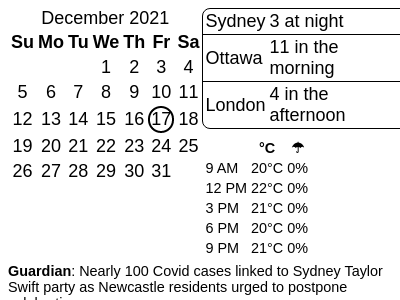 December 2021
Su Mo Tu We Th Fr Sa
1 2 3 4
5 6 7 8 9 10 11
12 13 14 15 16 17 18
19 20 21 22 23 24 25
26 27 28 29 30 31
Sydney 3 at night
Ottawa 11 in the
morning
London 4 in the
afternoon
°C ☂
9 AM 20°C 0%
12 PM 22°C 0%
3 PM 21°C 0%
6 PM 20°C 0%
9 PM 21°C 0%
Guardian: Nearly 100 Covid cases linked to Sydney Taylor
Swift party as Newcastle residents urged to postpone